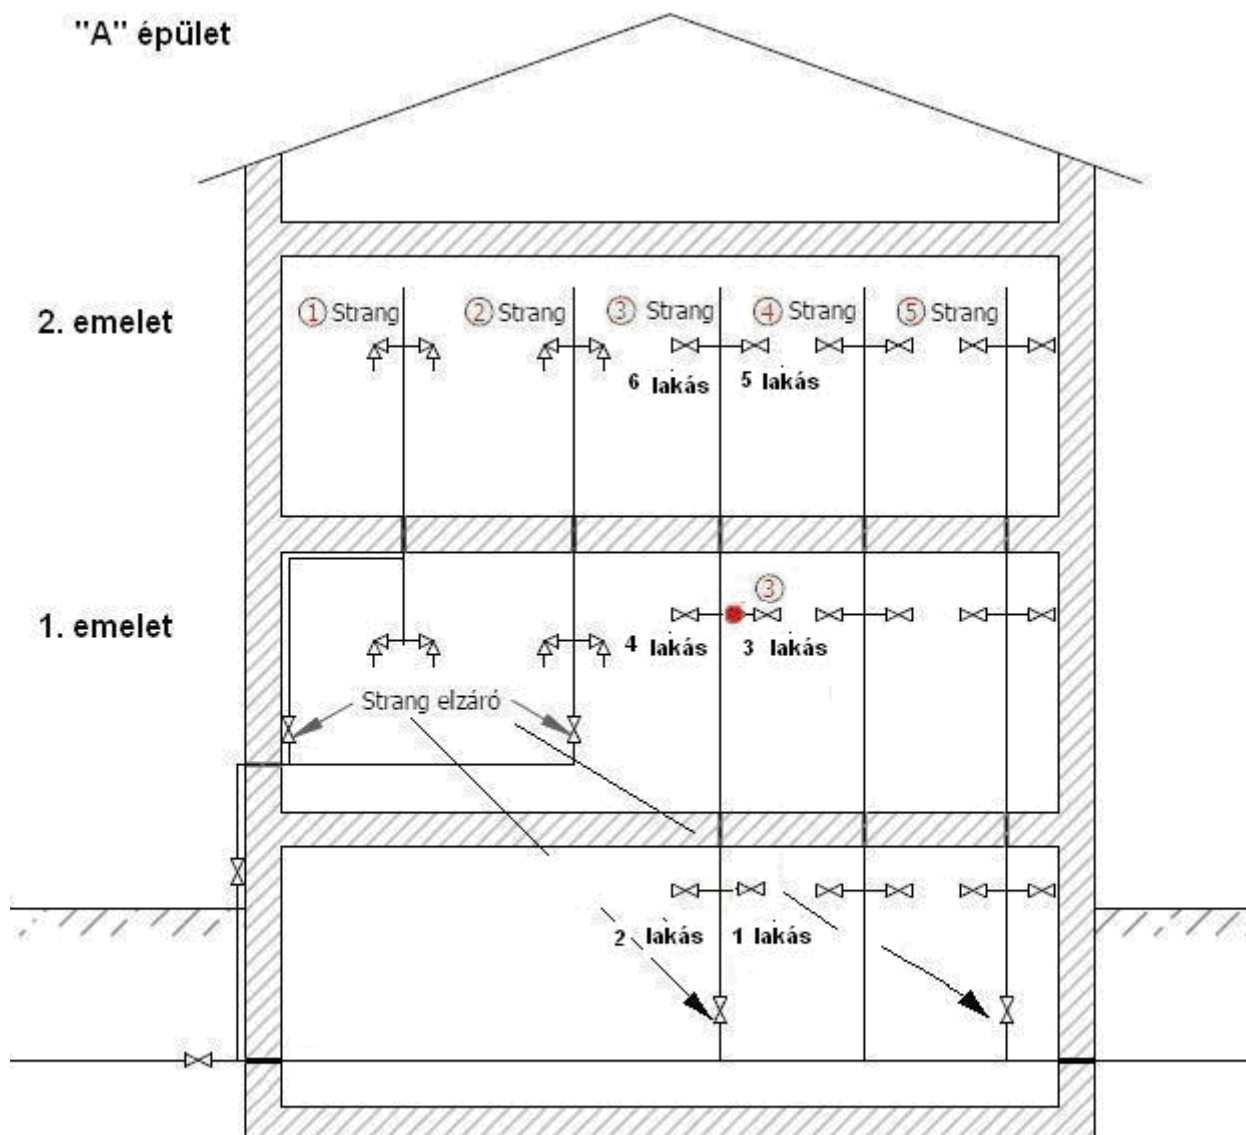 "A" épület
2. emelet
① Strang ② Strang ③ Strang ④ Strang ⑤ Strang
6 lakás 5 lakás
1. emelet
③
4 lakás 3 lakás
Strang elzáró
2 lakás 1 lakás